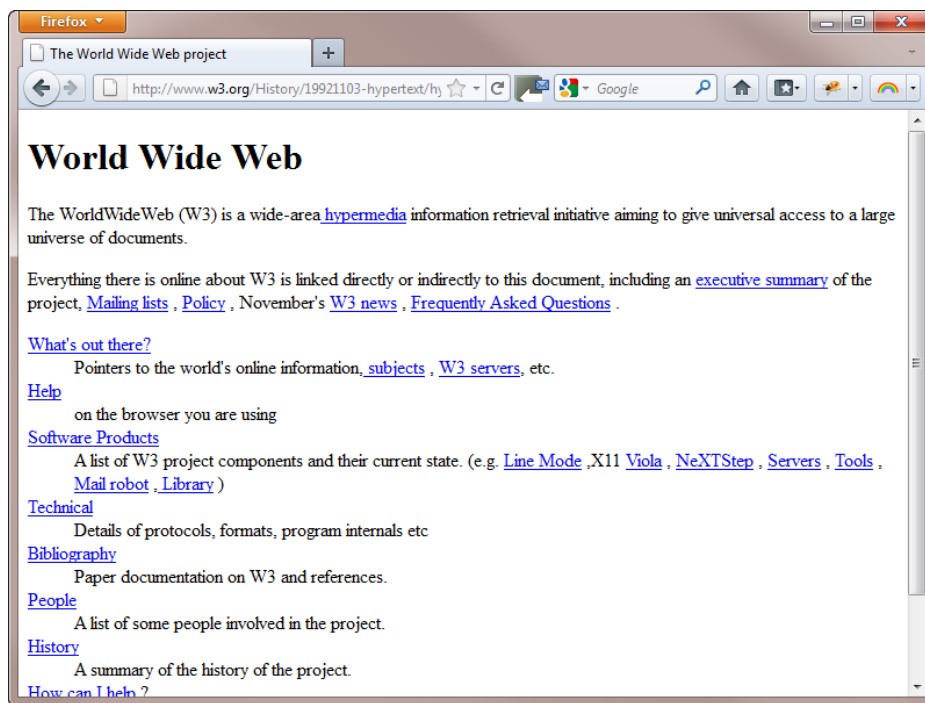 Firefox
The World Wide Web project
http://www.w3.org/History/19921103-hypertext/hy
Google
World Wide Web
The WorldWideWeb (W3) is a wide-area hypermedia information retrieval initiative aiming to give universal access to a large
universe of documents.
Everything there is online about W3 is linked directly or indirectly to this document, including an executive summary of the
project, Mailing lists , Policy , November's W3 news , Frequently Asked Questions .
What's out there?
Pointers to the world's online information, subjects , W3 servers, etc.
Help
on the browser you are using
Software Products
A list of W3 project components and their current state. (e.g. Line Mode ,X11 Viola , NeXTStep , Servers , Tools ,
Mail robot , Library )
Technical
Details of protocols, formats, program internals etc
Bibliography
Paper documentation on W3 and references.
People
A list of some people involved in the project.
History
A summary of the history of the project.
How can I help ?